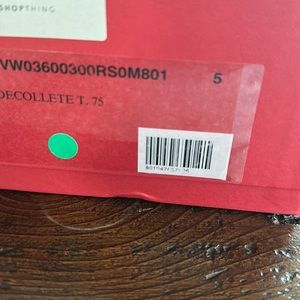 SHOPTHING
VW03600300RS0M801 5
DECOLLETE T. 75